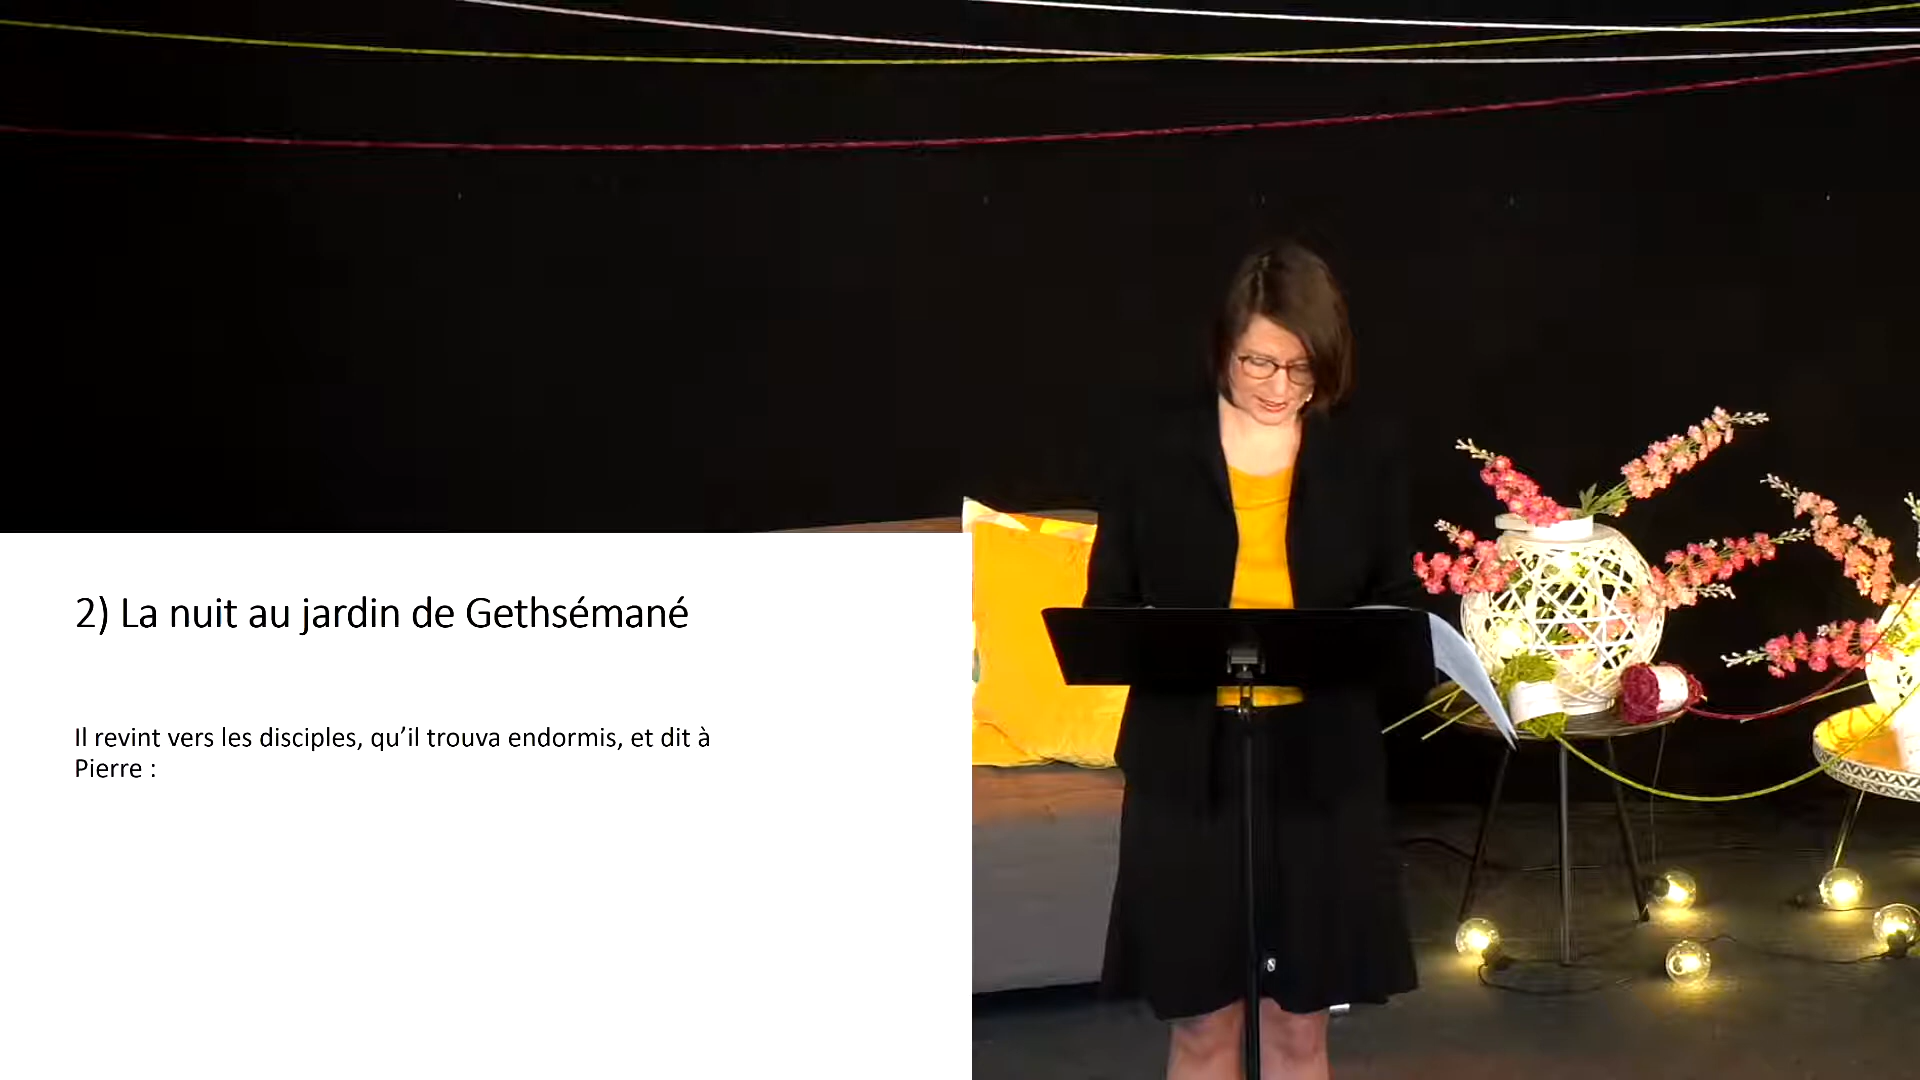 2) La nuit au jardin de Gethsémané
Il revint vers les disciples, qu’il trouva endormis, et dit à
Pierre :